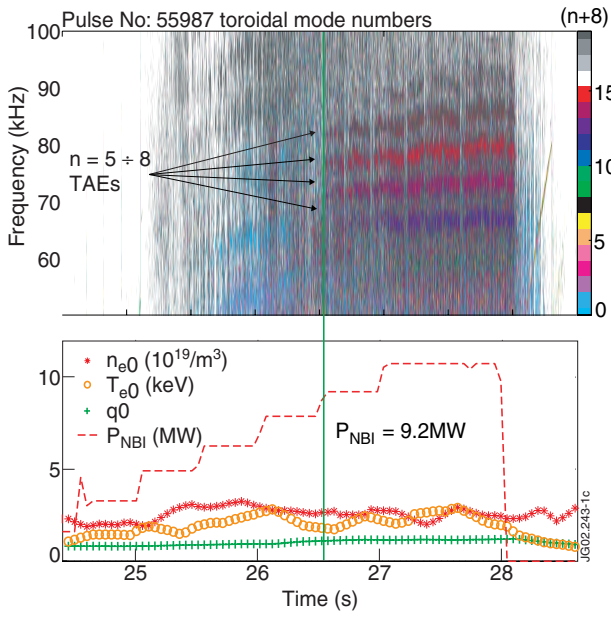 Pulse No: 55987 toroidal mode numbers
(n+8)
100
90
80
70
60
Frequency (kHz)
n = 5 ÷ 8
TAEs
15
10
5
0
10
5
0
* n_e0 (10^19/m^3)
o T_e0 (keV)
+ q0
-- P_NBI (MW)
P_NBI = 9.2MW
25
26
27
28
Time (s)
JG02.243-1c